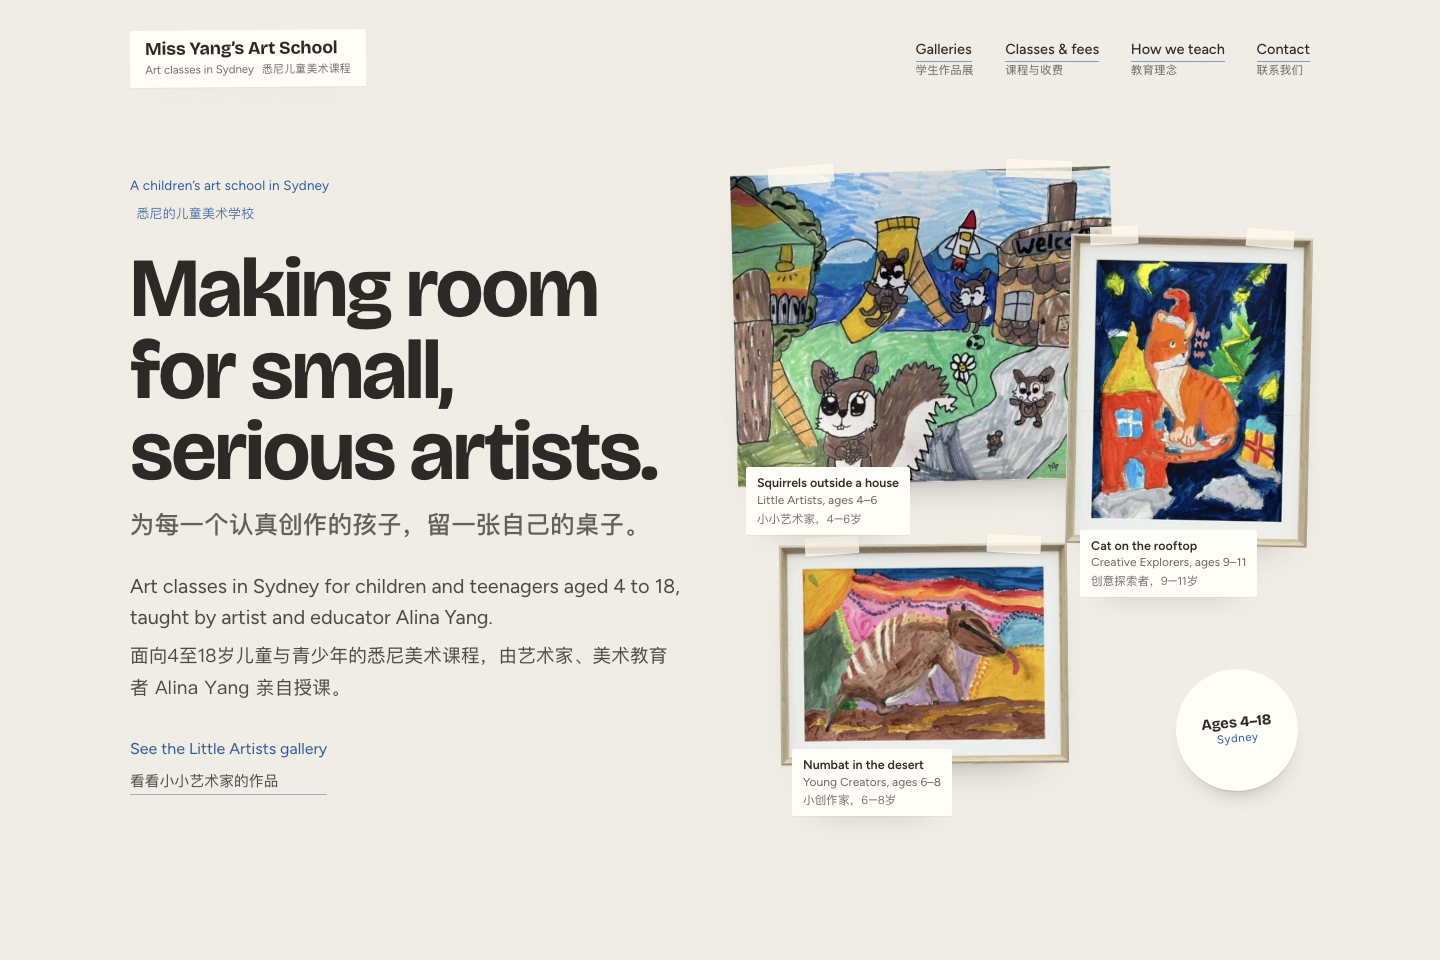 Miss Yang's Art School
Art classes in Sydney 悉尼儿童美术课程
Galleries
学生作品展
Classes & fees
课程与收费
How we teach
教育理念
Contact
联系我们
A children's art school in Sydney
悉尼的儿童美术学校
Making room
for small,
serious artists.
为每一个认真创作的孩子，留一张自己的桌子。
Art classes in Sydney for children and teenagers aged 4 to 18,
taught by artist and educator Alina Yang.
面向4至18岁儿童与青少年的悉尼美术课程，由艺术家、美术教育
者 Alina Yang 亲自授课。
See the Little Artists gallery
看看小小艺术家的作品
Squirrels outside a house
Little Artists, ages 4–6
小小艺术家，4—6岁
Cat on the rooftop
Creative Explorers, ages 9–11
创意探索者，9—11岁
Numbat in the desert
Young Creators, ages 6–8
小创作家，6—8岁
Ages 4–18
Sydney